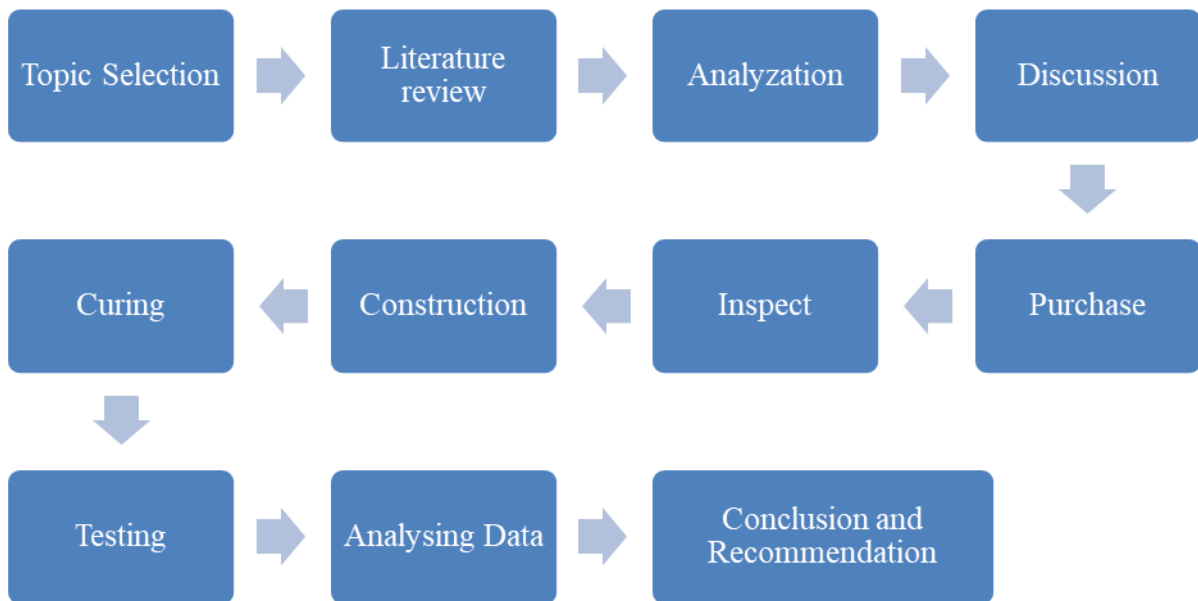 Topic Selection
Literature
review
Analyzation
Discussion
Purchase
Inspect
Construction
Curing
Testing
Analysing Data
Conclusion and
Recommendation